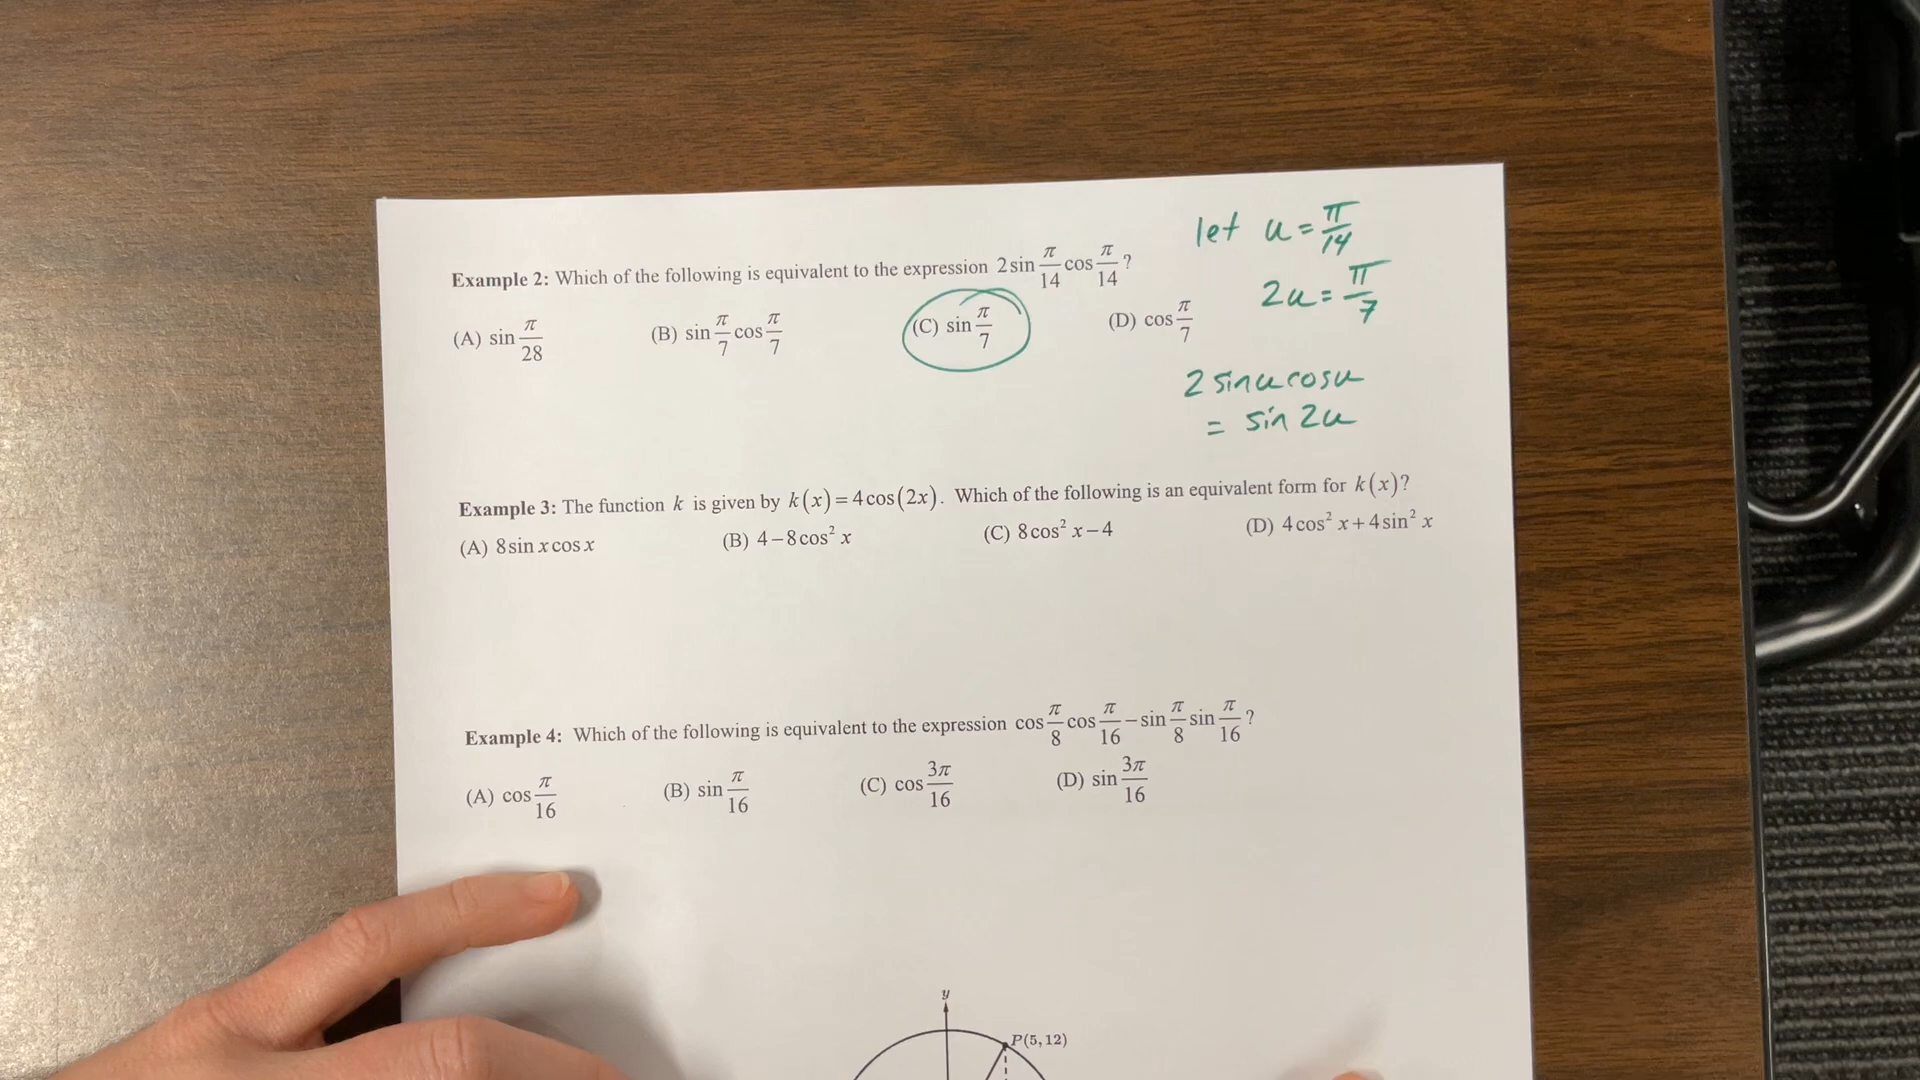 let u = π/14
Example 2: Which of the following is equivalent to the expression 2 sin π/14 cos π/14 ?
2u = π/7
(A) sin π/28 (B) sin π/7 cos π/7 (C) sin π/7 (D) cos π/7
2 sinu cosu
= sin 2u
Example 3: The function k is given by k(x) = 4cos(2x). Which of the following is an equivalent form for k(x)?
(A) 8sin x cos x (B) 4−8cos² x (C) 8cos² x−4 (D) 4cos² x+4sin² x
Example 4: Which of the following is equivalent to the expression cos π/8 cos π/16 − sin π/8 sin π/16 ?
(A) cos π/16 (B) sin π/16 (C) cos 3π/16 (D) sin 3π/16
y
P(5,12)